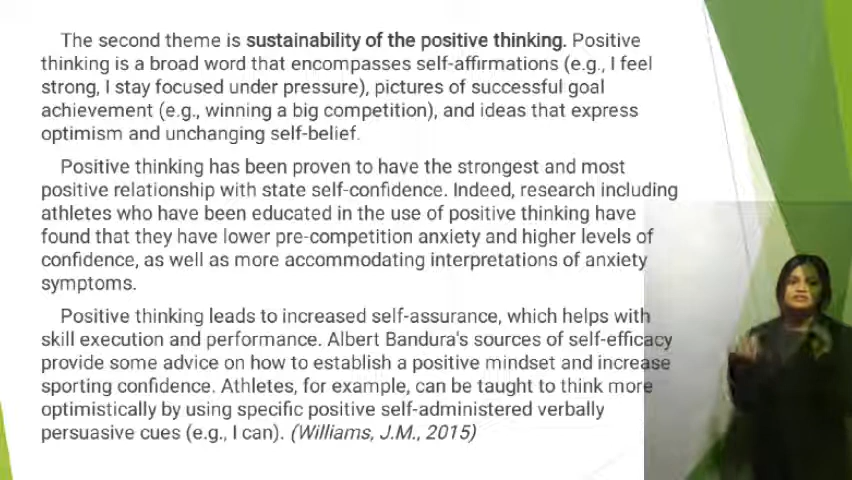 The second theme is sustainability of the positive thinking. Positive
thinking is a broad word that encompasses self-affirmations (e.g., I feel
strong, I stay focused under pressure), pictures of successful goal
achievement (e.g., winning a big competition), and ideas that express
optimism and unchanging self-belief.
Positive thinking has been proven to have the strongest and most
positive relationship with state self-confidence. Indeed, research including
athletes who have been educated in the use of positive thinking have
found that they have lower pre-competition anxiety and higher levels of
confidence, as well as more accommodating interpretations of anxiety
symptoms.
Positive thinking leads to increased self-assurance, which helps with
skill execution and performance. Albert Bandura's sources of self-efficacy
provide some advice on how to establish a positive mindset and increase
sporting confidence. Athletes, for example, can be taught to think more
optimistically by using specific positive self-administered verbally
persuasive cues (e.g., I can). (Williams, J.M., 2015)